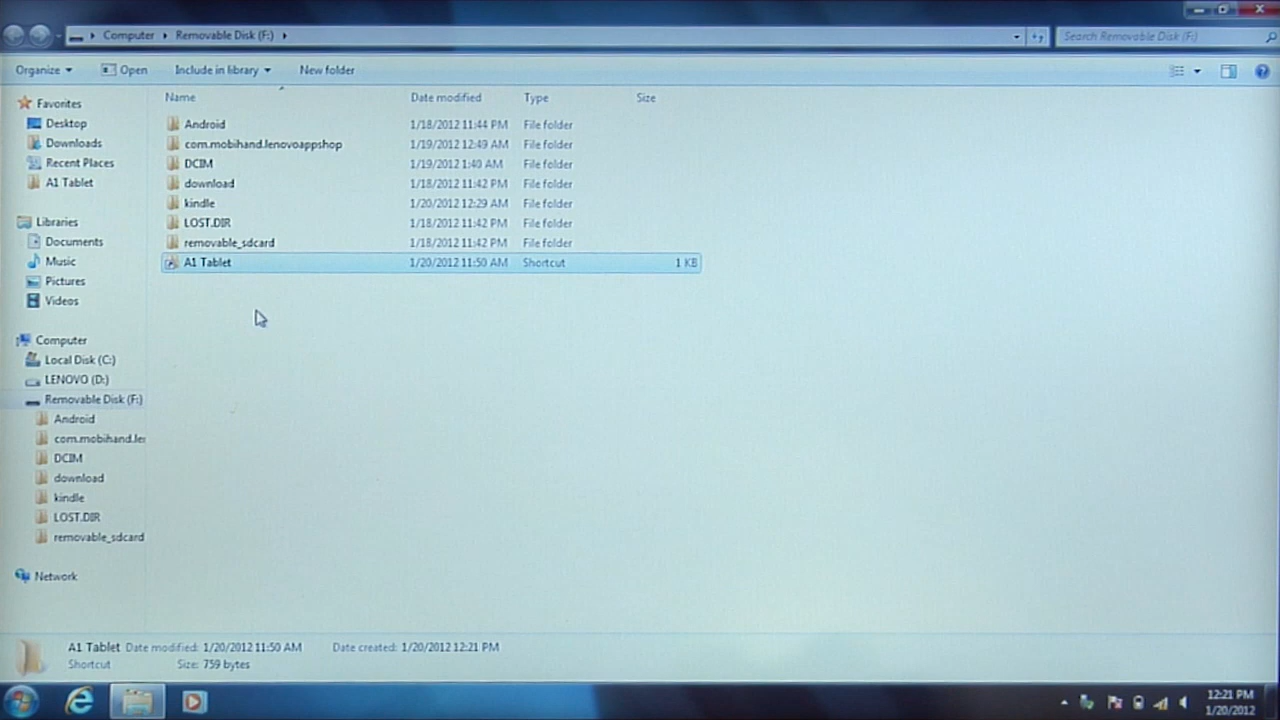 Computer Removable Disk (F:) Search Removable Disk (F:)
Organize Open Include in library New folder
Name Date modified Type Size
Favorites
Desktop
Downloads
Recent Places
A1 Tablet
Libraries
Documents
Music
Pictures
Videos
Computer
Local Disk (C:)
LENOVO (D:)
Removable Disk (F:)
Android
com.mobihand.ler
DCIM
download
kindle
LOST.DIR
removable_sdcard
Network
Android 1/18/2012 11:44 PM File folder
com.mobihand.lenovoappshop 1/19/2012 12:49 AM File folder
DCIM 1/19/2012 1:40 AM File folder
download 1/18/2012 11:42 PM File folder
kindle 1/20/2012 12:29 AM File folder
LOST.DIR 1/18/2012 11:42 PM File folder
removable_sdcard 1/18/2012 11:42 PM File folder
A1 Tablet 1/20/2012 11:50 AM Shortcut 1 KB
A1 Tablet Date modified: 1/20/2012 11:50 AM Date created: 1/20/2012 12:21 PM
Shortcut Size: 759 bytes
12:21 PM
1/20/2012